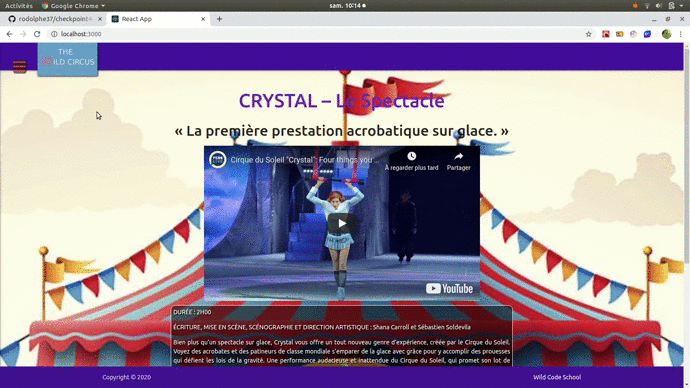 Activités Google Chrome sam. 10:14
rodolphe37/checkpoint4 React App
localhost:3000
THE
WILD CIRCUS
CRYSTAL – Le Spectacle
« La première prestation acrobatique sur glace. »
Cirque du Soleil "Crystal": Four things you ...
À regarder plus tard Partager
YouTube
DURÉE : 2H00
ÉCRITURE, MISE EN SCÈNE, SCÉNOGRAPHIE ET DIRECTION ARTISTIQUE : Shana Carroll et Sébastien Soldevila
Bien plus qu'un spectacle sur glace, Crystal vous offre un tout nouveau genre d'expérience, créée par le Cirque du Soleil.
Voyez des acrobates et des patineurs de classe mondiale s'emparer de la glace avec grâce pour y accomplir des prouesses
qui défient les lois de la gravité. Une performance audacieuse et inattendue du Cirque du Soleil, qui promet son lot de
Copyright © 2020 Wild Code School